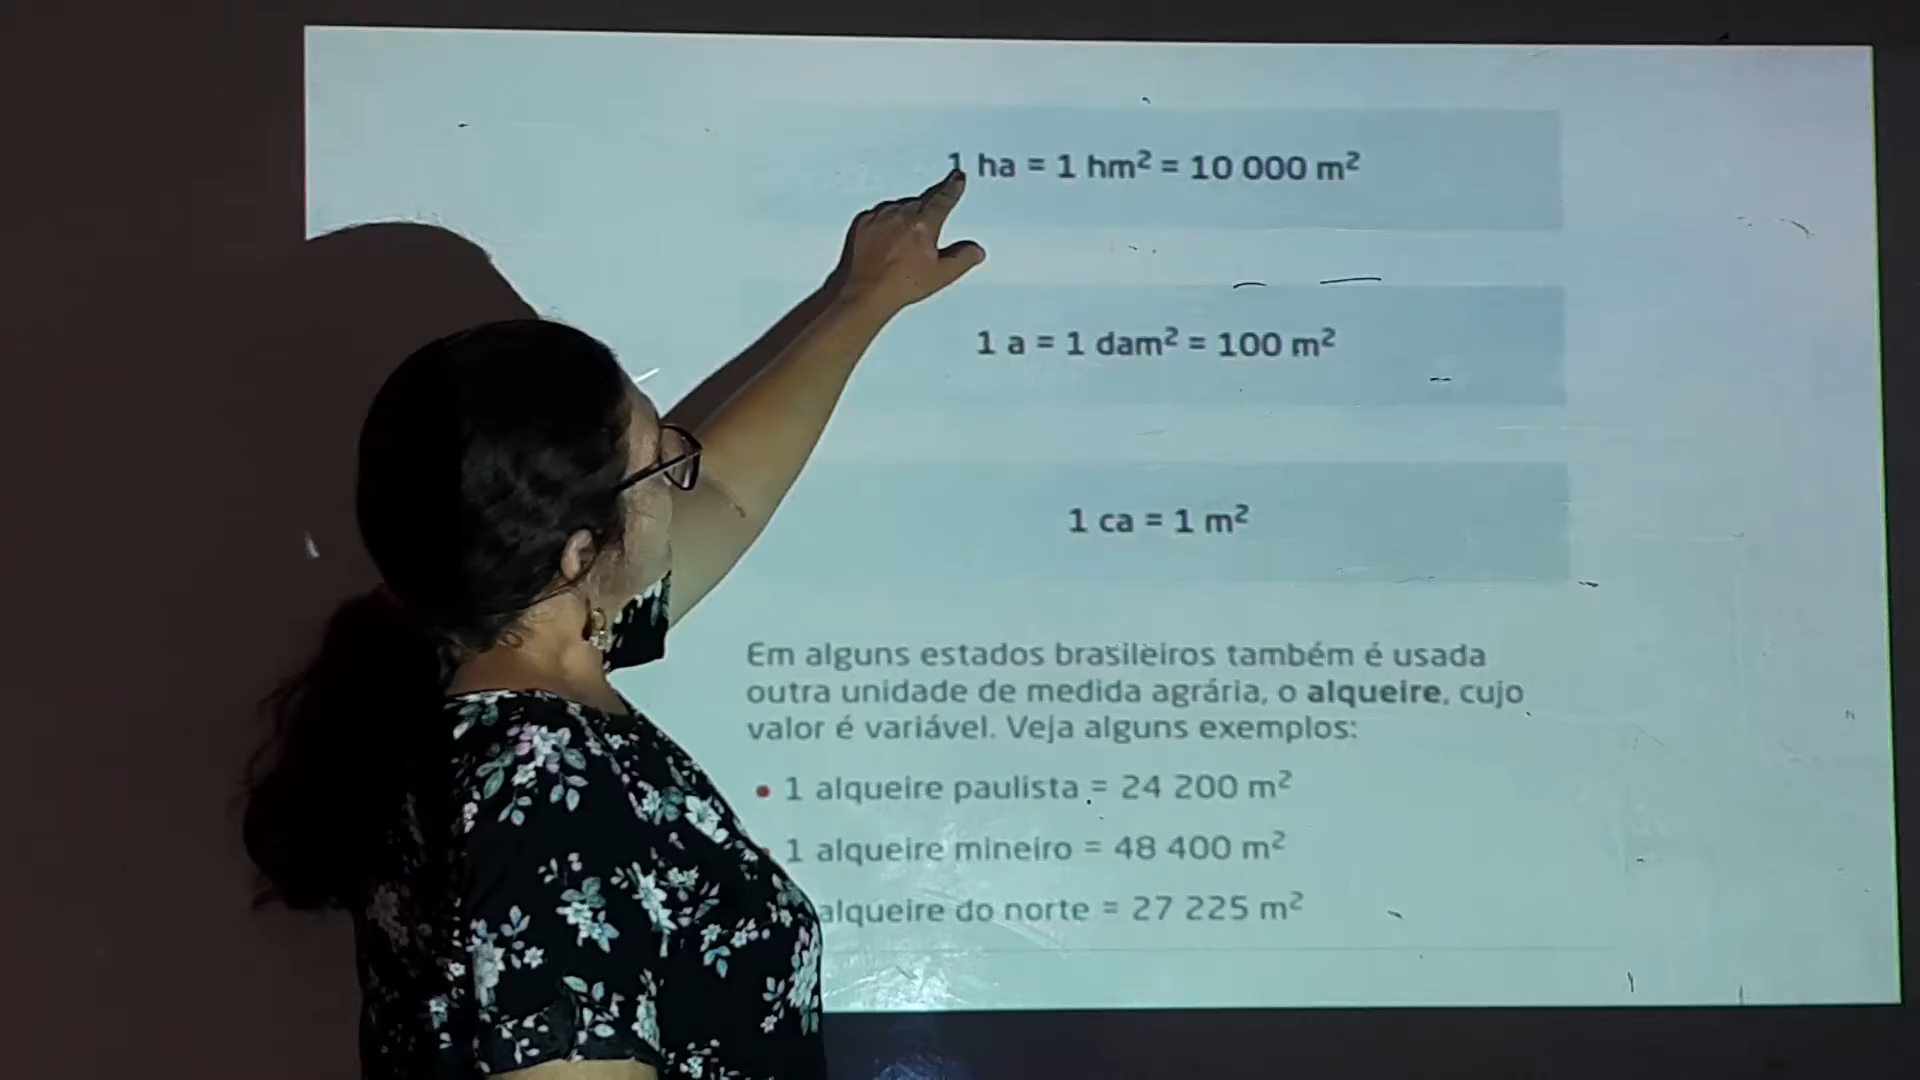 1 ha = 1 hm² = 10 000 m²
1 a = 1 dam² = 100 m²
1 ca = 1 m²
Em alguns estados brasileiros também é usada
outra unidade de medida agrária, o alqueire, cujo
valor é variável. Veja alguns exemplos:
• 1 alqueire paulista = 24 200 m²
• 1 alqueire mineiro = 48 400 m²
alqueire do norte = 27 225 m²